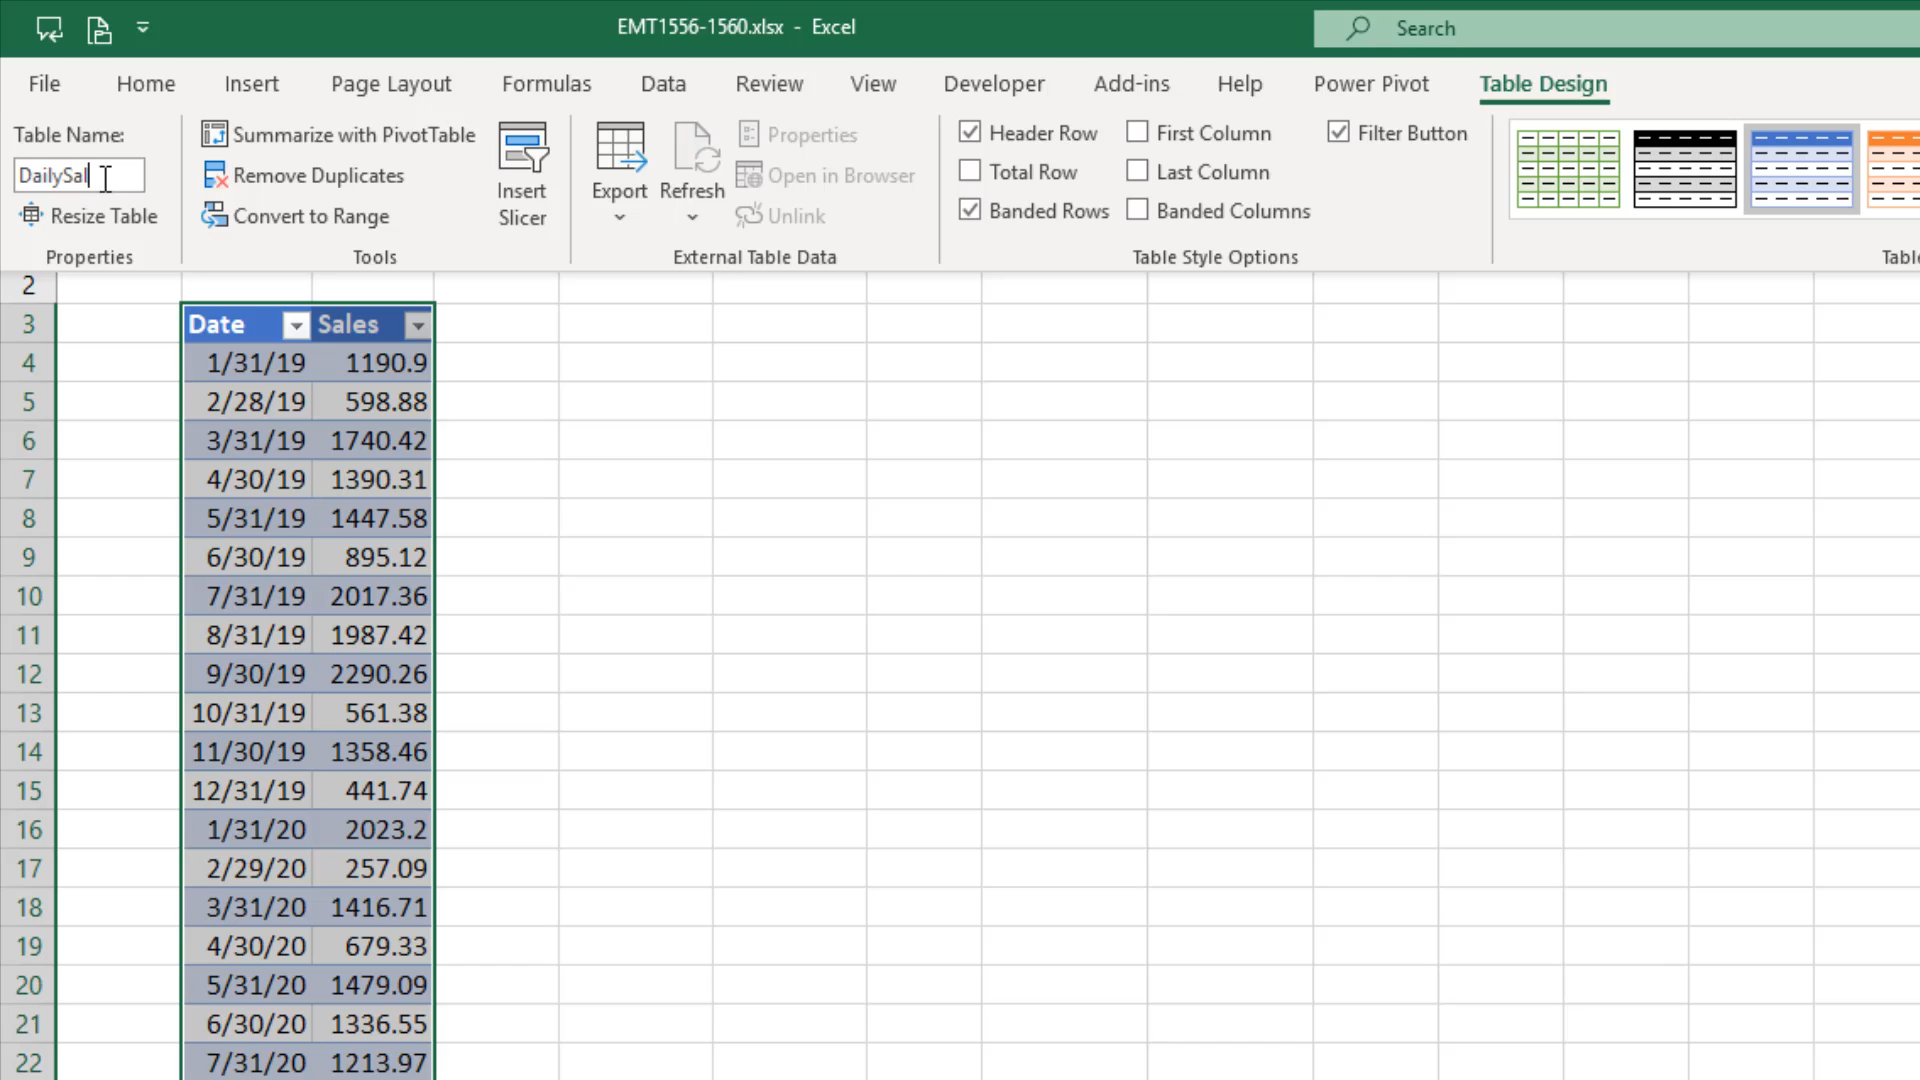 EMT1556-1560.xlsx - Excel
Search
File Home Insert Page Layout Formulas Data Review View Developer Add-ins Help Power Pivot Table Design
Table Name:
DailySal
Resize Table
Properties
Summarize with PivotTable
Remove Duplicates
Convert to Range
Insert
Slicer
Tools
Export
Refresh
Properties
Open in Browser
Unlink
External Table Data
Header Row
Total Row
Banded Rows
First Column
Last Column
Banded Columns
Filter Button
Table Style Options
Tabl
2
3 Date Sales
4 1/31/19 1190.9
5 2/28/19 598.88
6 3/31/19 1740.42
7 4/30/19 1390.31
8 5/31/19 1447.58
9 6/30/19 895.12
10 7/31/19 2017.36
11 8/31/19 1987.42
12 9/30/19 2290.26
13 10/31/19 561.38
14 11/30/19 1358.46
15 12/31/19 441.74
16 1/31/20 2023.2
17 2/29/20 257.09
18 3/31/20 1416.71
19 4/30/20 679.33
20 5/31/20 1479.09
21 6/30/20 1336.55
22 7/31/20 1213.97